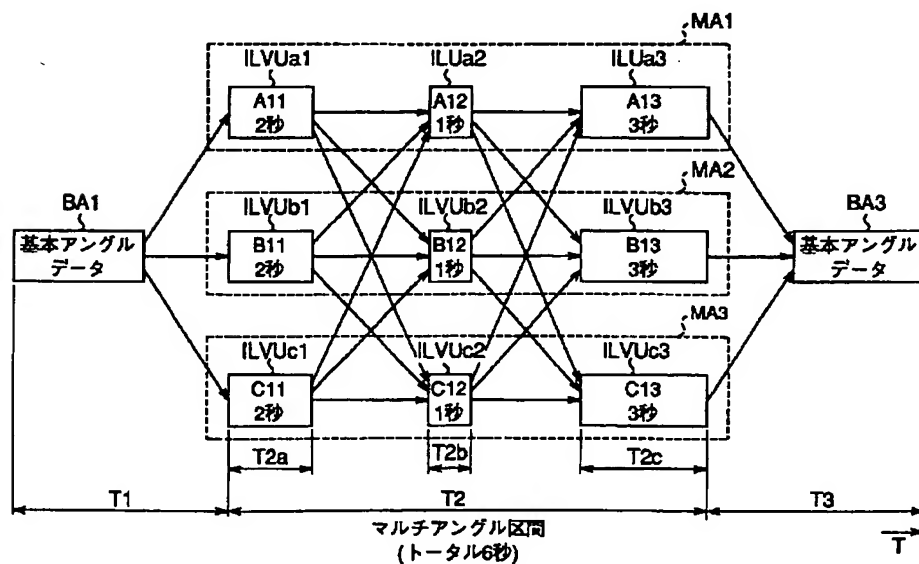 MA1
ILVUa1
ILUa2
ILUa3
A11
2秒
A12
1秒
A13
3秒
MA2
BA1
ILVUb1
ILVUb2
ILVUb3
BA3
基本アングル
データ
B11
2秒
B12
1秒
B13
3秒
基本アングル
データ
MA3
ILVUc1
ILVUc2
ILVUc3
C11
2秒
C12
1秒
C13
3秒
T2a
T2b
T2c
T1
T2
T3
マルチアングル区間
(トータル6秒)
T